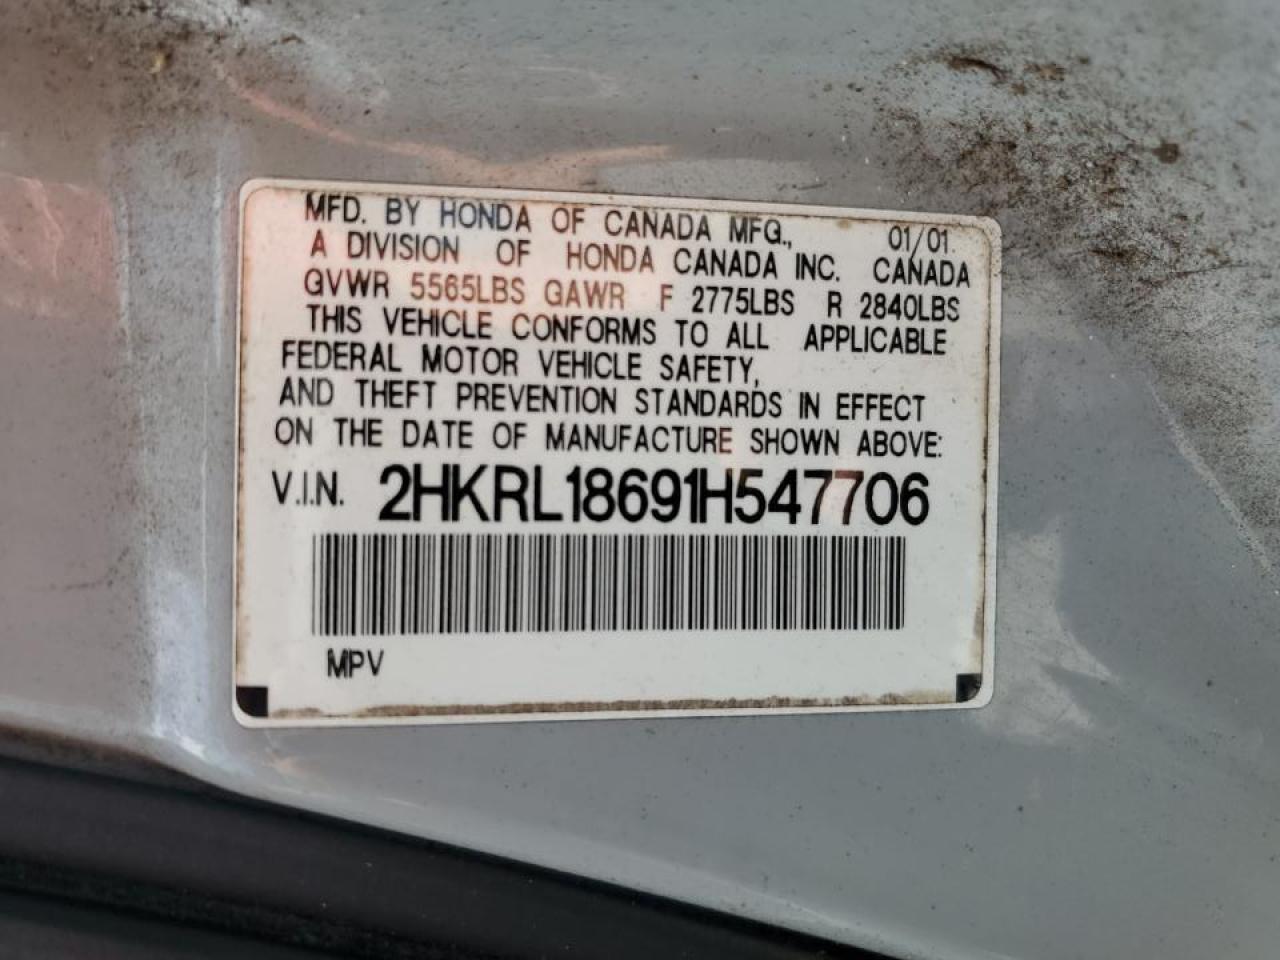 MFD. BY HONDA OF CANADA MFG., 01/01
A DIVISION OF HONDA CANADA INC. CANADA
GVWR 5565LBS GAWR F 2775LBS R 2840LBS
THIS VEHICLE CONFORMS TO ALL APPLICABLE
FEDERAL MOTOR VEHICLE SAFETY,
AND THEFT PREVENTION STANDARDS IN EFFECT
ON THE DATE OF MANUFACTURE SHOWN ABOVE:
V.I.N. 2HKRL18691H547706
MPV